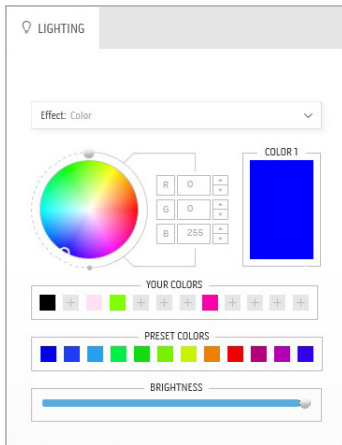 LIGHTING
Effect: Color
COLOR 1
R 0
G 0
B 255
YOUR COLORS
PRESET COLORS
BRIGHTNESS